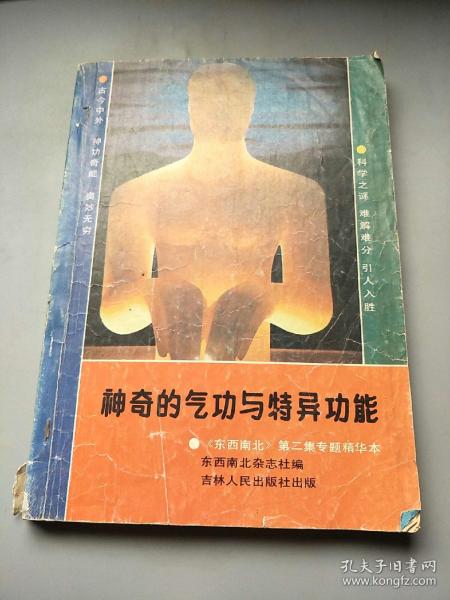 古今中外 神功奇能 奥妙无穷
科学之谜 难解难分 引人入胜
神奇的气功与特异功能
《东西南北》第二集专题精华本
东西南北杂志社编
吉林人民出版社出版
孔夫子旧书网
www.kongfz.com